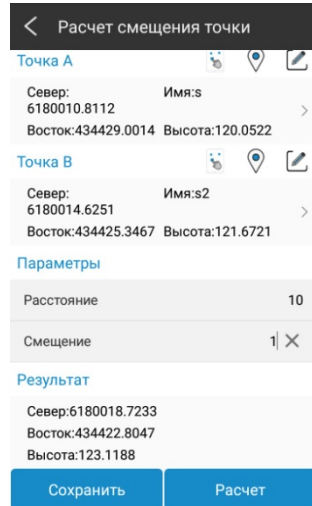 Расчет смещения точки
Точка А
Север: Имя:s
6180010.8112
Восток:434429.0014 Высота:120.0522
Точка B
Север: Имя:s2
6180014.6251
Восток:434425.3467 Высота:121.6721
Параметры
Расстояние 10
Смещение 1
Результат
Север:6180018.7233
Восток:434422.8047
Высота:123.1188
Сохранить Расчет